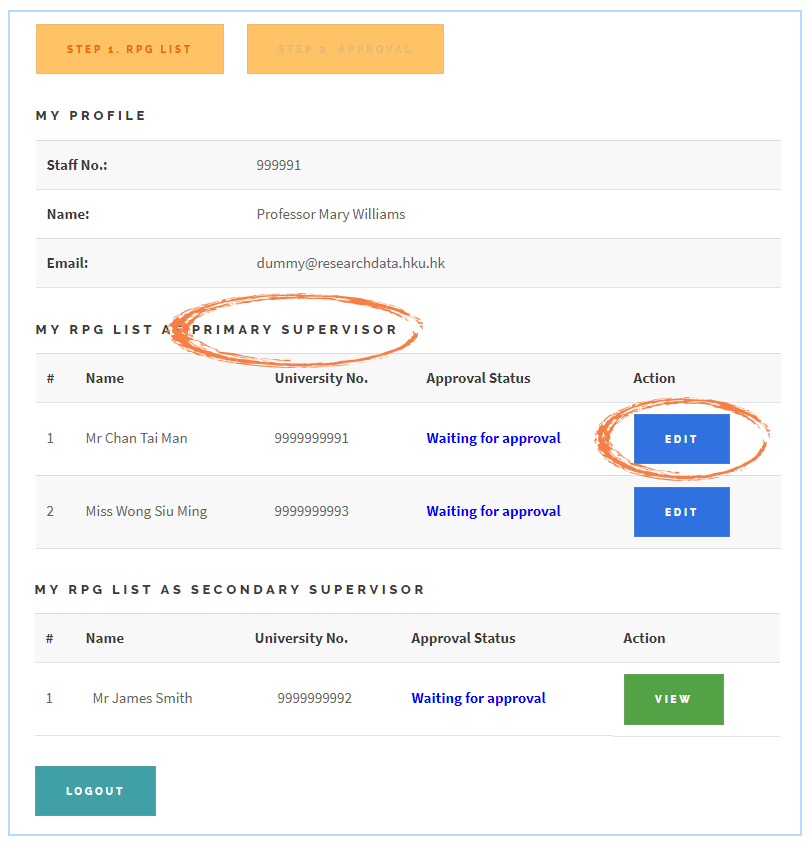 STEP 1. RPG LIST STEP 2. APPROVAL
MY PROFILE
Staff No.: 999991
Name: Professor Mary Williams
Email: dummy@researchdata.hku.hk
MY RPG LIST AS PRIMARY SUPERVISOR
# Name University No. Approval Status Action
1 Mr Chan Tai Man 9999999991 Waiting for approval EDIT
2 Miss Wong Siu Ming 9999999993 Waiting for approval EDIT
MY RPG LIST AS SECONDARY SUPERVISOR
# Name University No. Approval Status Action
1 Mr James Smith 9999999992 Waiting for approval VIEW
LOGOUT